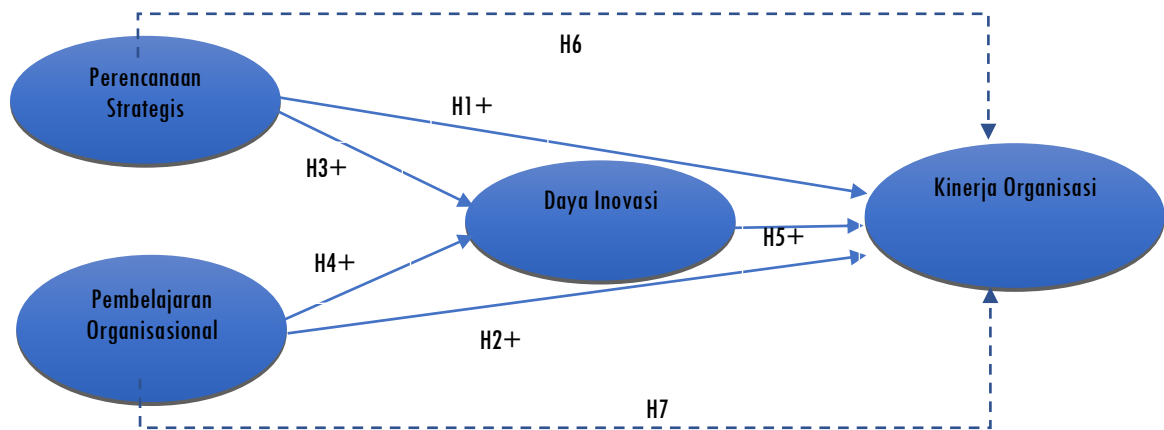 H6
Perencanaan
Strategis
H1+
H3+
Daya Inovasi
Kinerja Organisasi
H5+
H4+
Pembelajaran
Organisasional
H2+
H7